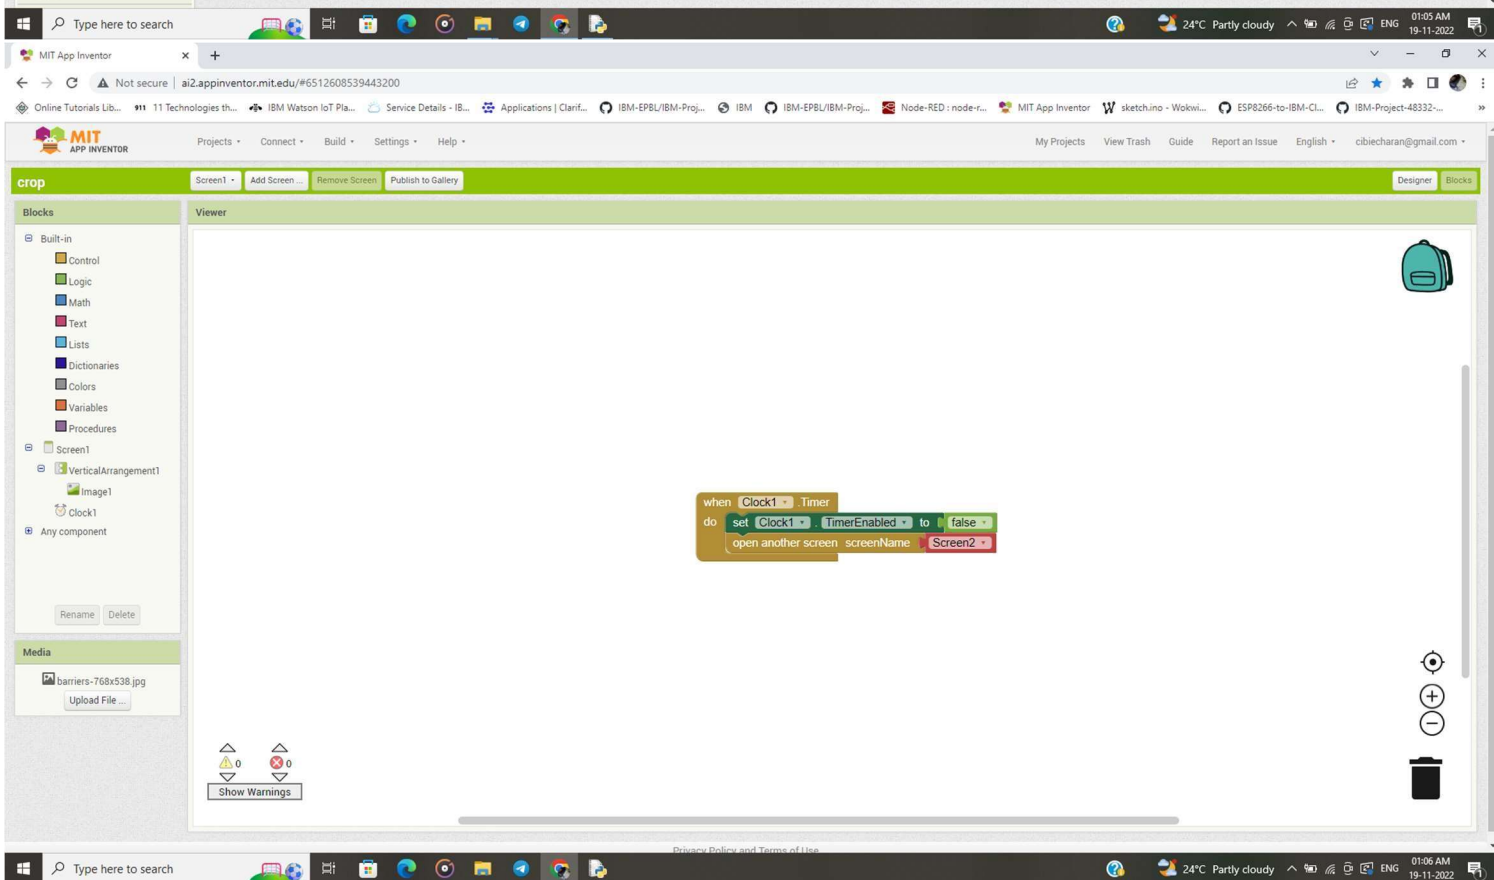 Type here to search
24°C Partly cloudy
ENG
01:05 AM
19-11-2022
MIT App Inventor
Not secure
ai2.appinventor.mit.edu/#6512608539443200
Online Tutorials Lib...
911 11 Technologies th...
IBM Watson IoT Pla...
Service Details - IB...
Applications | Clarif...
IBM-EPBL/IBM-Proj...
IBM
IBM-EPBL/IBM-Proj...
Node-RED : node-r...
MIT App Inventor
sketch.ino - Wokwi...
ESP8266-to-IBM-Cl...
IBM-Project-48332-...
»
MIT
APP INVENTOR
Projects
Connect
Build
Settings
Help
My Projects
View Trash
Guide
Report an Issue
English
cibiecharan@gmail.com
crop
Screen1
Add Screen ...
Remove Screen
Publish to Gallery
Designer
Blocks
Blocks
Viewer
Built-in
Control
Logic
Math
Text
Lists
Dictionaries
Colors
Variables
Procedures
Screen1
VerticalArrangement1
Image1
Clock1
Any component
Rename
Delete
Media
barriers-768x538.jpg
Upload File ...
when Clock1 .Timer
do set Clock1 . TimerEnabled to false
open another screen screenName Screen2
0
0
Show Warnings
Privacy Policy and Terms of Use
Type here to search
24°C Partly cloudy
ENG
01:06 AM
19-11-2022